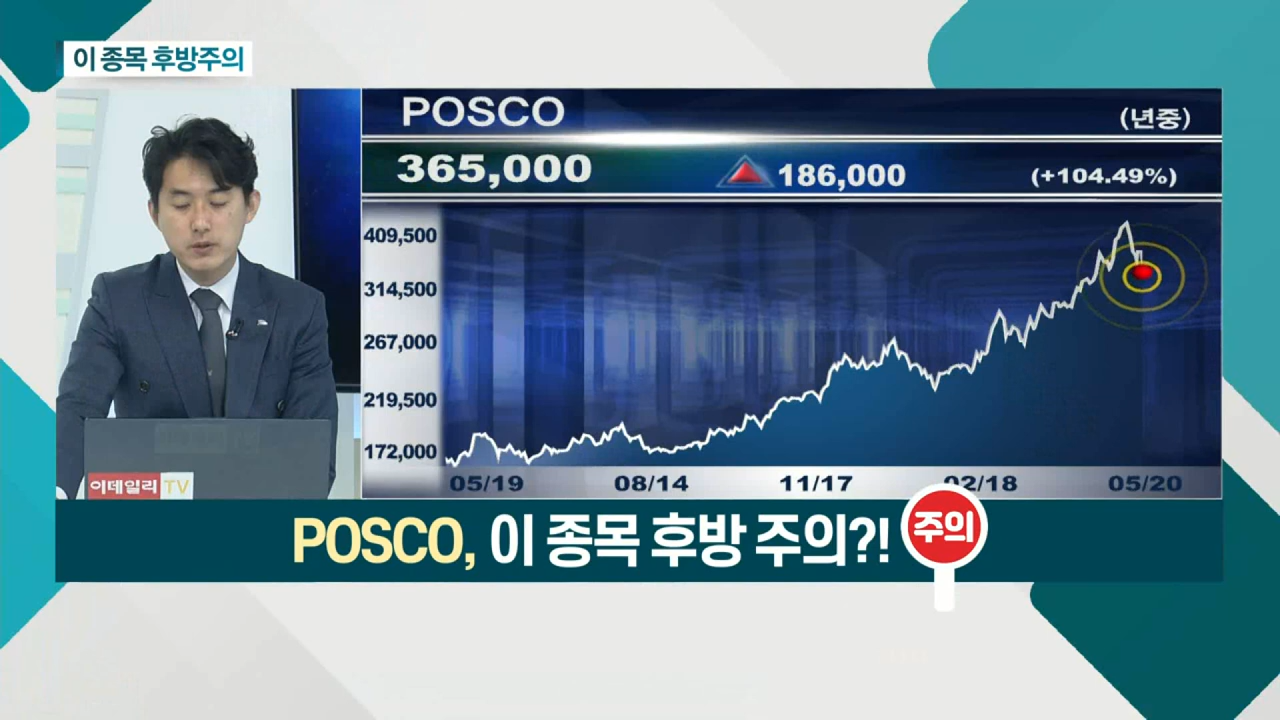 이 종목 후방주의
POSCO
(년중)
365,000
186,000
(+104.49%)
409,500
314,500
267,000
219,500
172,000
05/19
08/14
11/17
02/18
05/20
이데일리 TV
POSCO, 이 종목 후방 주의?!
주의